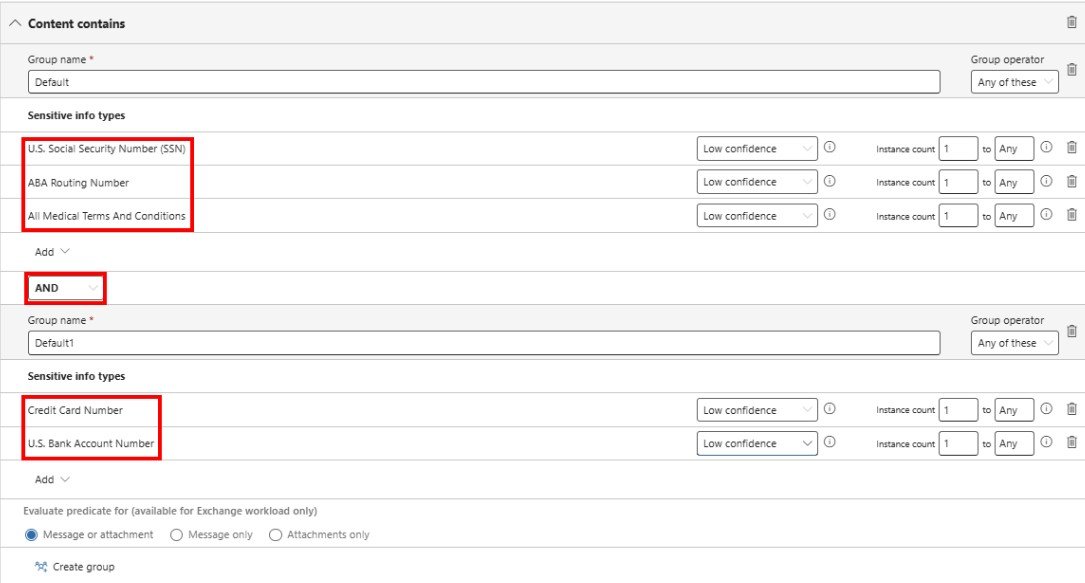 Content contains
Group name *
Group operator
Default
Any of these
Sensitive info types
U.S. Social Security Number (SSN) Low confidence Instance count 1 to Any
ABA Routing Number Low confidence Instance count 1 to Any
All Medical Terms And Conditions Low confidence Instance count 1 to Any
Add
AND
Group name *
Group operator
Default1
Any of these
Sensitive info types
Credit Card Number Low confidence Instance count 1 to Any
U.S. Bank Account Number Low confidence Instance count 1 to Any
Add
Evaluate predicate for (available for Exchange workload only)
Message or attachment Message only Attachments only
Create group